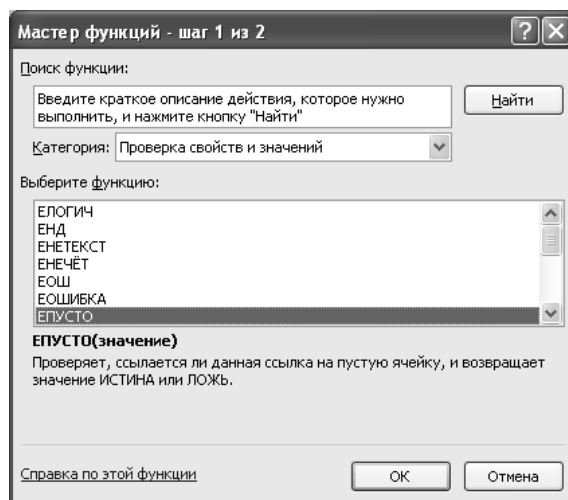 Мастер функций - шаг 1 из 2
Поиск функции:
Введите краткое описание действия, которое нужно
выполнить, и нажмите кнопку "Найти"
Найти
Категория: Проверка свойств и значений
Выберите функцию:
ЕЛОГИЧ
ЕНД
ЕНЕТЕКСТ
ЕНЕЧЁТ
ЕОШ
ЕОШИБКА
ЕПУСТО
ЕПУСТО(значение)
Проверяет, ссылается ли данная ссылка на пустую ячейку, и возвращает
значение ИСТИНА или ЛОЖЬ.
Справка по этой функции
ОК
Отмена